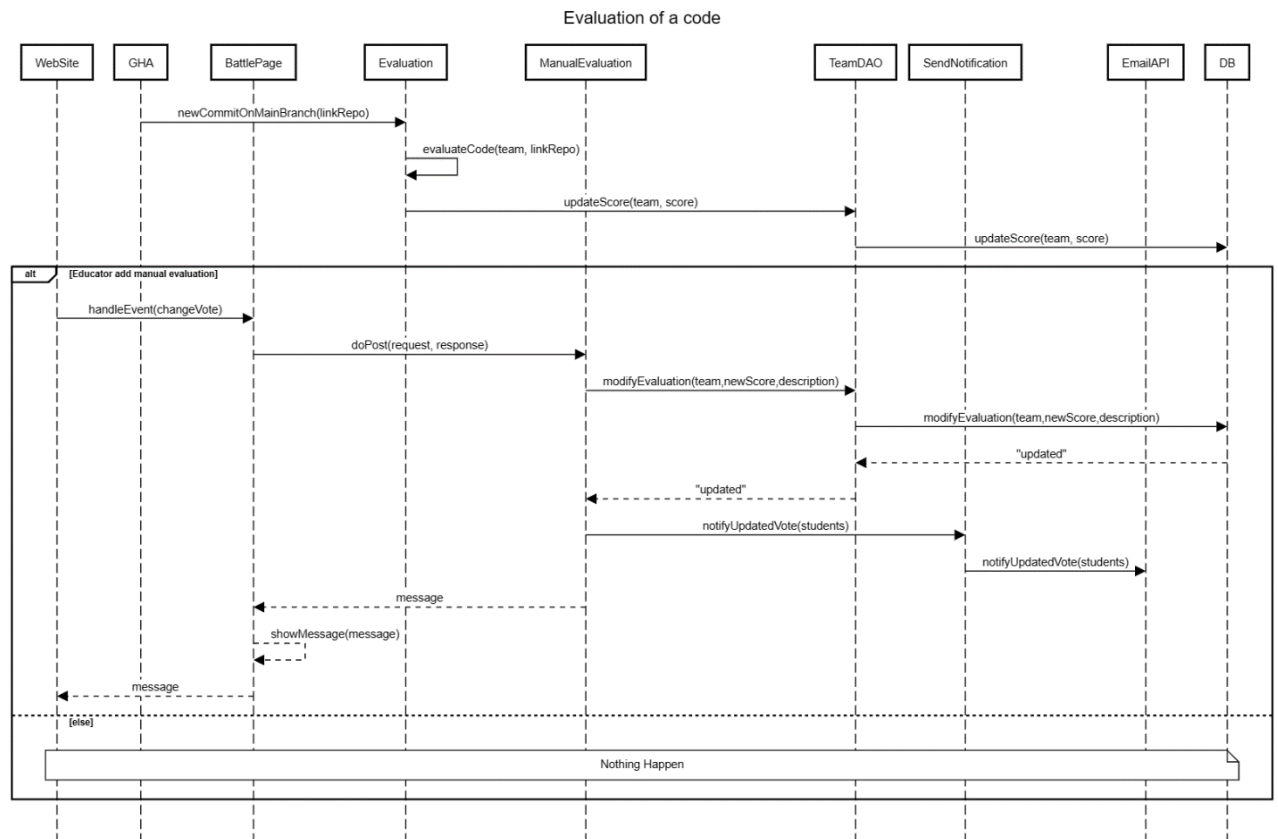 Evaluation of a code
WebSite GHA BattlePage Evaluation ManualEvaluation TeamDAO SendNotification EmailAPI DB
newCommitOnMainBranch(linkRepo)
evaluateCode(team, linkRepo)
updateScore(team, score)
updateScore(team, score)
alt [Educator add manual evaluation]
handleEvent(changeVote)
doPost(request, response)
modifyEvaluation(team,newScore,description)
modifyEvaluation(team,newScore,description)
"updated"
"updated"
notifyUpdatedVote(students)
notifyUpdatedVote(students)
message
showMessage(message)
message
[else]
Nothing Happen